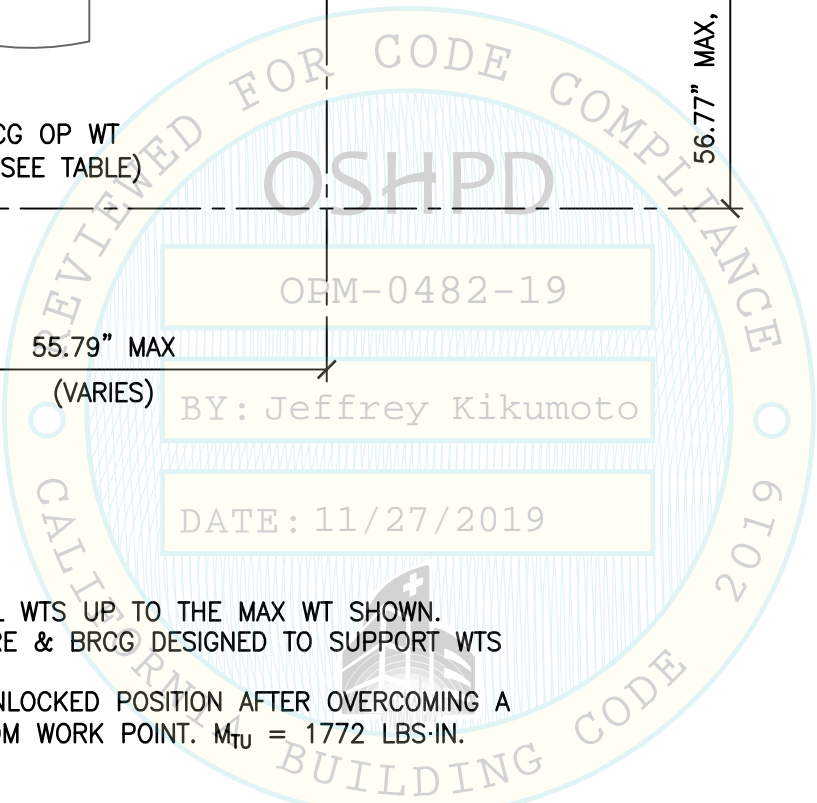 56.77” MAX,
CG OP WT
SEE TABLE)
55.79” MAX
(VARIES)
REVIEWED FOR CODE COMPLIANCE
OSHPD
OPM-0482-19
BY: Jeffrey Kikumoto
DATE: 11/27/2019
CALIFORNIA BUILDING CODE 2019
WTS UP TO THE MAX WT SHOWN.
& BRCG DESIGNED TO SUPPORT WTS
POSITION AFTER OVERCOMING A
WORK POINT. MTU = 1772 LBS·IN.